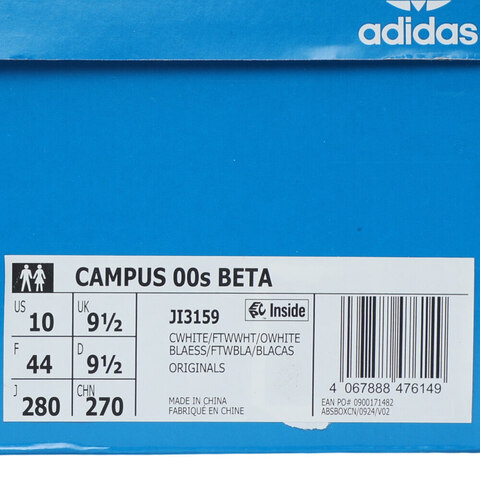 adidas
CAMPUS 00s BETA
US 10 UK 9½
F 44 D 9½
J 280 CHN 270
JI3159 Inside
CWHITE/FTWWHT/OWHITE
BLAESS/FTWBLA/BLACAS
ORIGINALS
MADE IN CHINA
FABRIQUÉ EN CHINE
4 067888 476149
EAN PO# 0900171482
ABSBOXCN/0924/V02